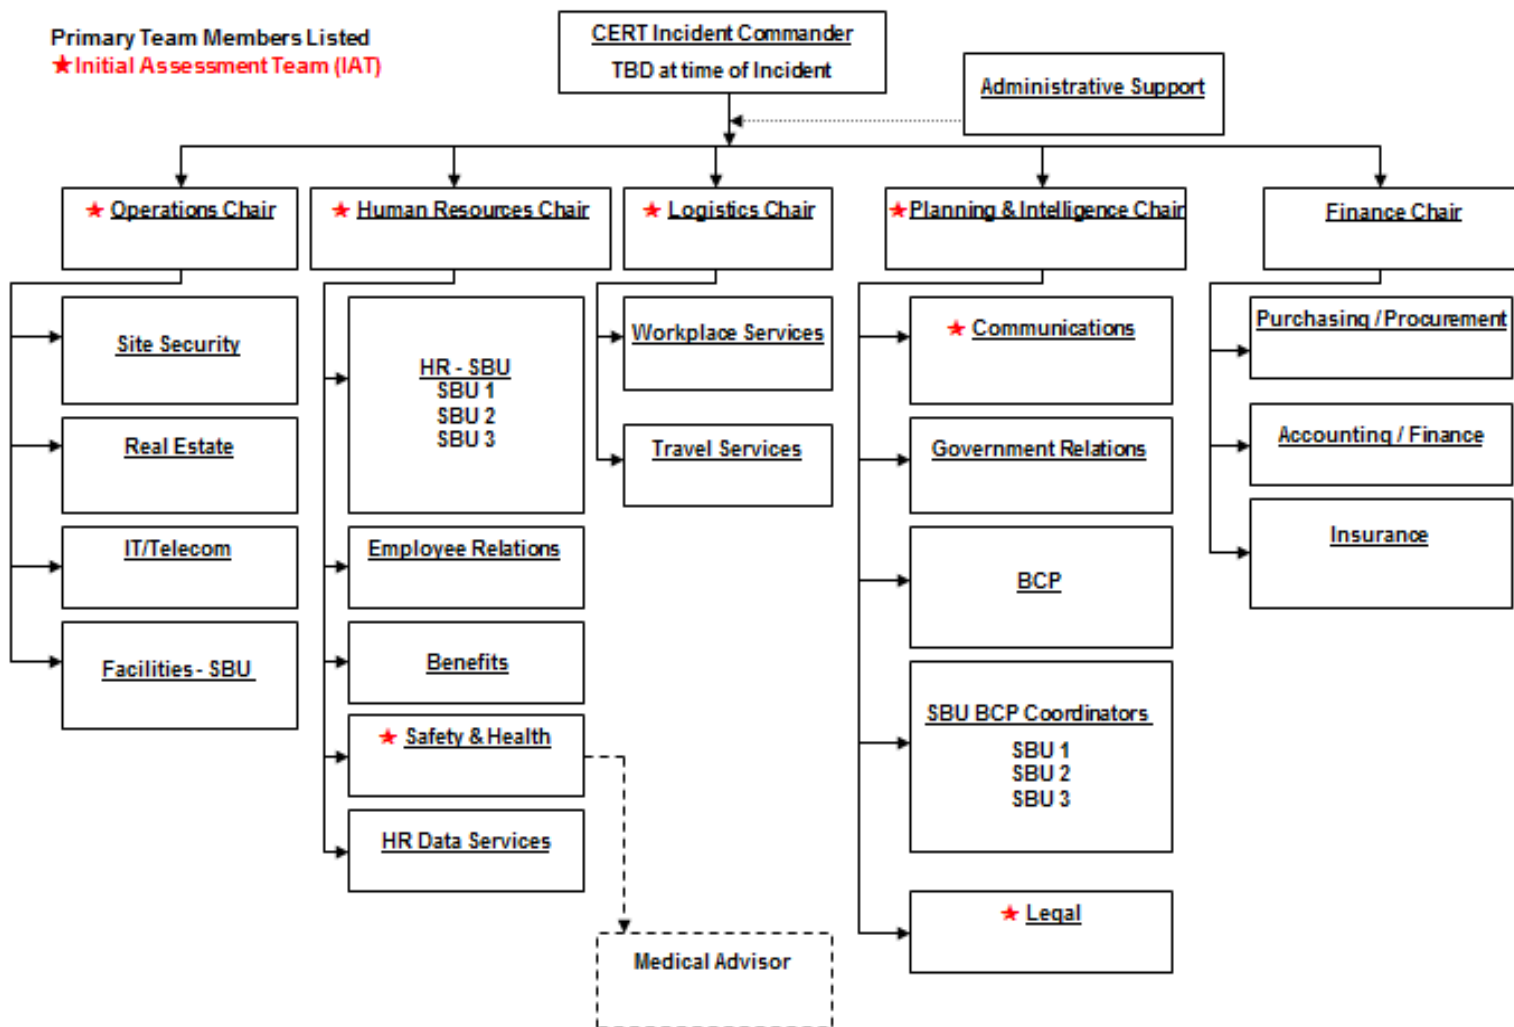 Primary Team Members Listed
★Initial Assessment Team (IAT)
CERT Incident Commander
TBD at time of Incident
Administrative Support
★ Operations Chair
★ Human Resources Chair
★ Logistics Chair
★Planning & Intelligence Chair
Finance Chair
Site Security
Real Estate
IT/Telecom
Facilities - SBU
HR - SBU
SBU 1
SBU 2
SBU 3
Employee Relations
Benefits
★ Safety & Health
HR Data Services
Medical Advisor
Workplace Services
Travel Services
★ Communications
Government Relations
BCP
SBU BCP Coordinators
SBU 1
SBU 2
SBU 3
★ Legal
Purchasing / Procurement
Accounting / Finance
Insurance